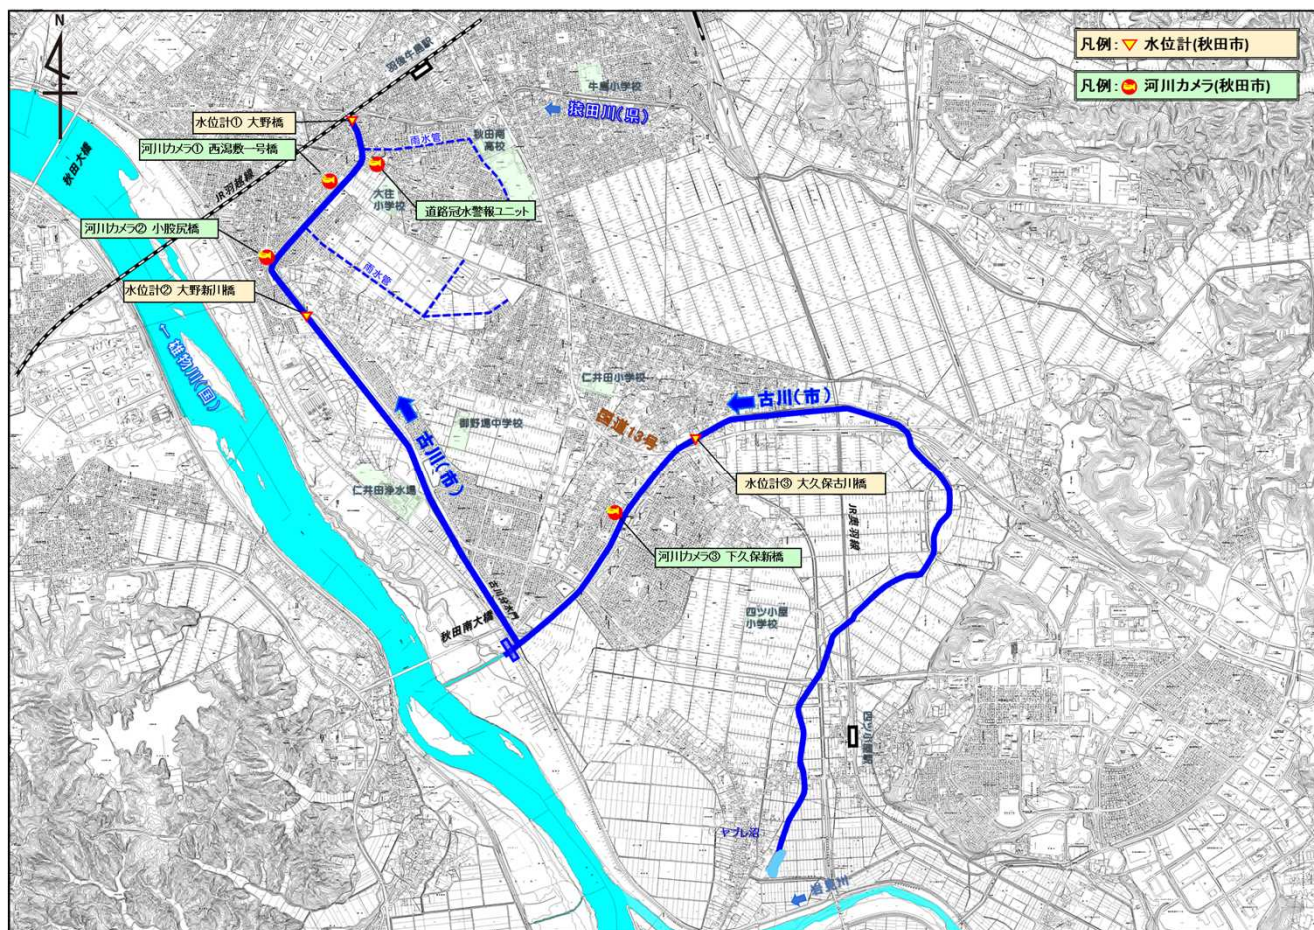 N
凡例: 水位計(秋田市)
凡例: 河川カメラ(秋田市)
羽後牛島駅
牛島小学校
猿田川(県)
水位計① 大野橋
秋田南
高校
雨水管
河川カメラ① 西潟敷一号橋
秋田大橋
JR羽越線
大住
小学校
道路冠水警報ユニット
河川カメラ② 小股尻橋
雨水管
水位計② 大野新川橋
雄物川(国)
仁井田小学校
古川(市)
国道13号
御野場中学校
古川(市)
仁井田浄水場
水位計③ 大久保古川橋
JR奥羽線
河川カメラ③ 下久保新橋
古川分水門
四ツ小屋
小学校
秋田南大橋
四ツ小屋駅
ヤブレ沼
岩見川